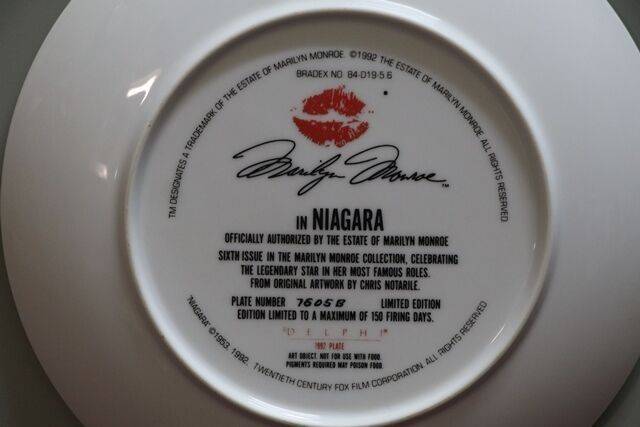 TM DESIGNATES A TRADEMARK OF THE ESTATE OF MARILYN MONROE. ©1992 THE ESTATE OF MARILYN MONROE. ALL RIGHTS RESERVED.
BRADEX NO 84-D19-5.6
Marilyn Monroe ™
IN NIAGARA
OFFICIALLY AUTHORIZED BY THE ESTATE OF MARILYN MONROE
SIXTH ISSUE IN THE MARILYN MONROE COLLECTION, CELEBRATING
THE LEGENDARY STAR IN HER MOST FAMOUS ROLES.
FROM ORIGINAL ARTWORK BY CHRIS NOTARILE.
PLATE NUMBER 7605B LIMITED EDITION
EDITION LIMITED TO A MAXIMUM OF 150 FIRING DAYS.
DELPHI
1992 PLATE
ART OBJECT. NOT FOR USE WITH FOOD.
PIGMENTS REQUIRED MAY POISON FOOD.
"NIAGARA" ©1953, 1992. TWENTIETH CENTURY FOX FILM CORPORATION. ALL RIGHTS RESERVED